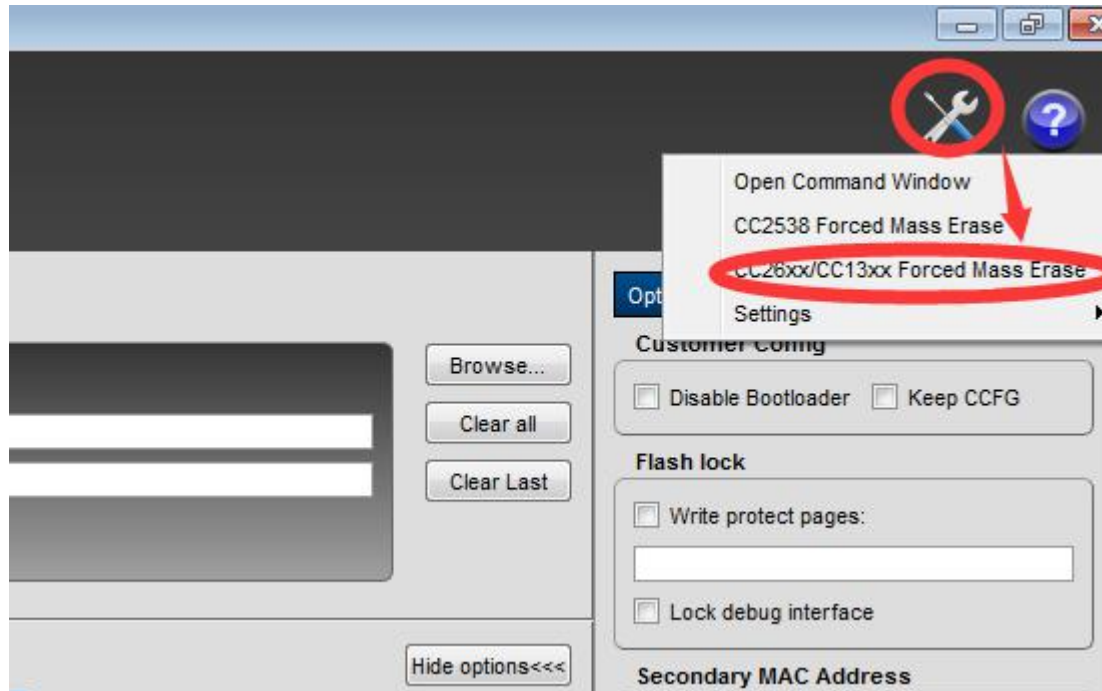 ?
Open Command Window
CC2538 Forced Mass Erase
CC26xx/CC13xx Forced Mass Erase
Settings
Opt
Customer Config
Disable Bootloader
Keep CCFG
Browse...
Clear all
Clear Last
Flash lock
Write protect pages:
Lock debug interface
Hide options<<<
Secondary MAC Address